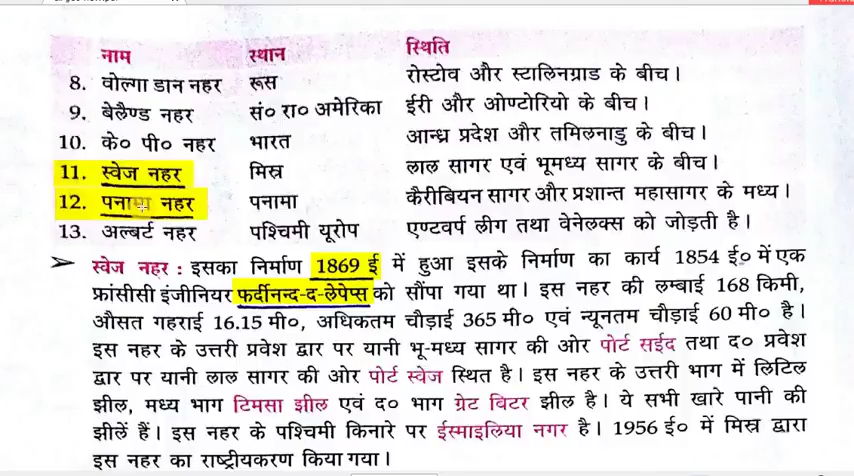 नाम स्थान स्थिति
8. वोल्गा डान नहर रूस रोस्टोव और स्टालिनग्राड के बीच।
9. बेलैण्ड नहर सं० रा० अमेरिका ईरी और ओण्टोरियो के बीच।
10. के० पी० नहर भारत आन्ध्र प्रदेश और तमिलनाडु के बीच।
11. स्वेज नहर मिस्र लाल सागर एवं भूमध्य सागर के बीच।
12. पनामा नहर पनामा कैरीबियन सागर और प्रशान्त महासागर के मध्य।
13. अल्बर्ट नहर पश्चिमी यूरोप एण्टवर्प लीग तथा वेनेलक्स को जोड़ती है।
➢ स्वेज नहर : इसका निर्माण 1869 ई में हुआ इसके निर्माण का कार्य 1854 ई० में एक
फ्रांसीसी इंजीनियर फर्दीनन्द-द-लेपेप्स को सौंपा गया था। इस नहर की लम्बाई 168 किमी,
औसत गहराई 16.15 मी०, अधिकतम चौड़ाई 365 मी० एवं न्यूनतम चौड़ाई 60 मी० है।
इस नहर के उत्तरी प्रवेश द्वार पर यानी भू-मध्य सागर की ओर पोर्ट सईद तथा द० प्रवेश
द्वार पर यानी लाल सागर की ओर पोर्ट स्वेज स्थित है। इस नहर के उत्तरी भाग में लिटिल
झील, मध्य भाग टिमसा झील एवं द० भाग ग्रेट विटर झील है। ये सभी खारे पानी की
झीलें हैं। इस नहर के पश्चिमी किनारे पर ईस्माइलिया नगर है। 1956 ई० में मिस्र द्वारा
इस नहर का राष्ट्रीयकरण किया गया।